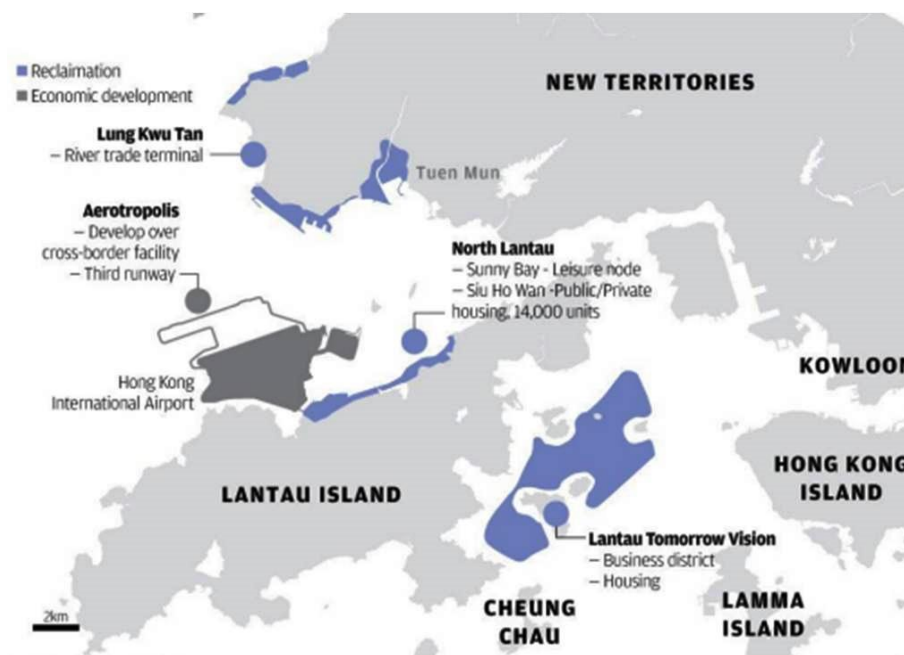 Reclaimation
Economic development
NEW TERRITORIES
Lung Kwu Tan
– River trade terminal
Tuen Mun
Aerotropolis
– Develop over
cross-border facility
– Third runway
North Lantau
– Sunny Bay - Leisure node
– Siu Ho Wan -Public/Private
housing, 14,000 units
Hong Kong
International Airport
KOWLOON
LANTAU ISLAND
HONG KONG
ISLAND
Lantau Tomorrow Vision
– Business district
– Housing
CHEUNG
CHAU
LAMMA
ISLAND
2km